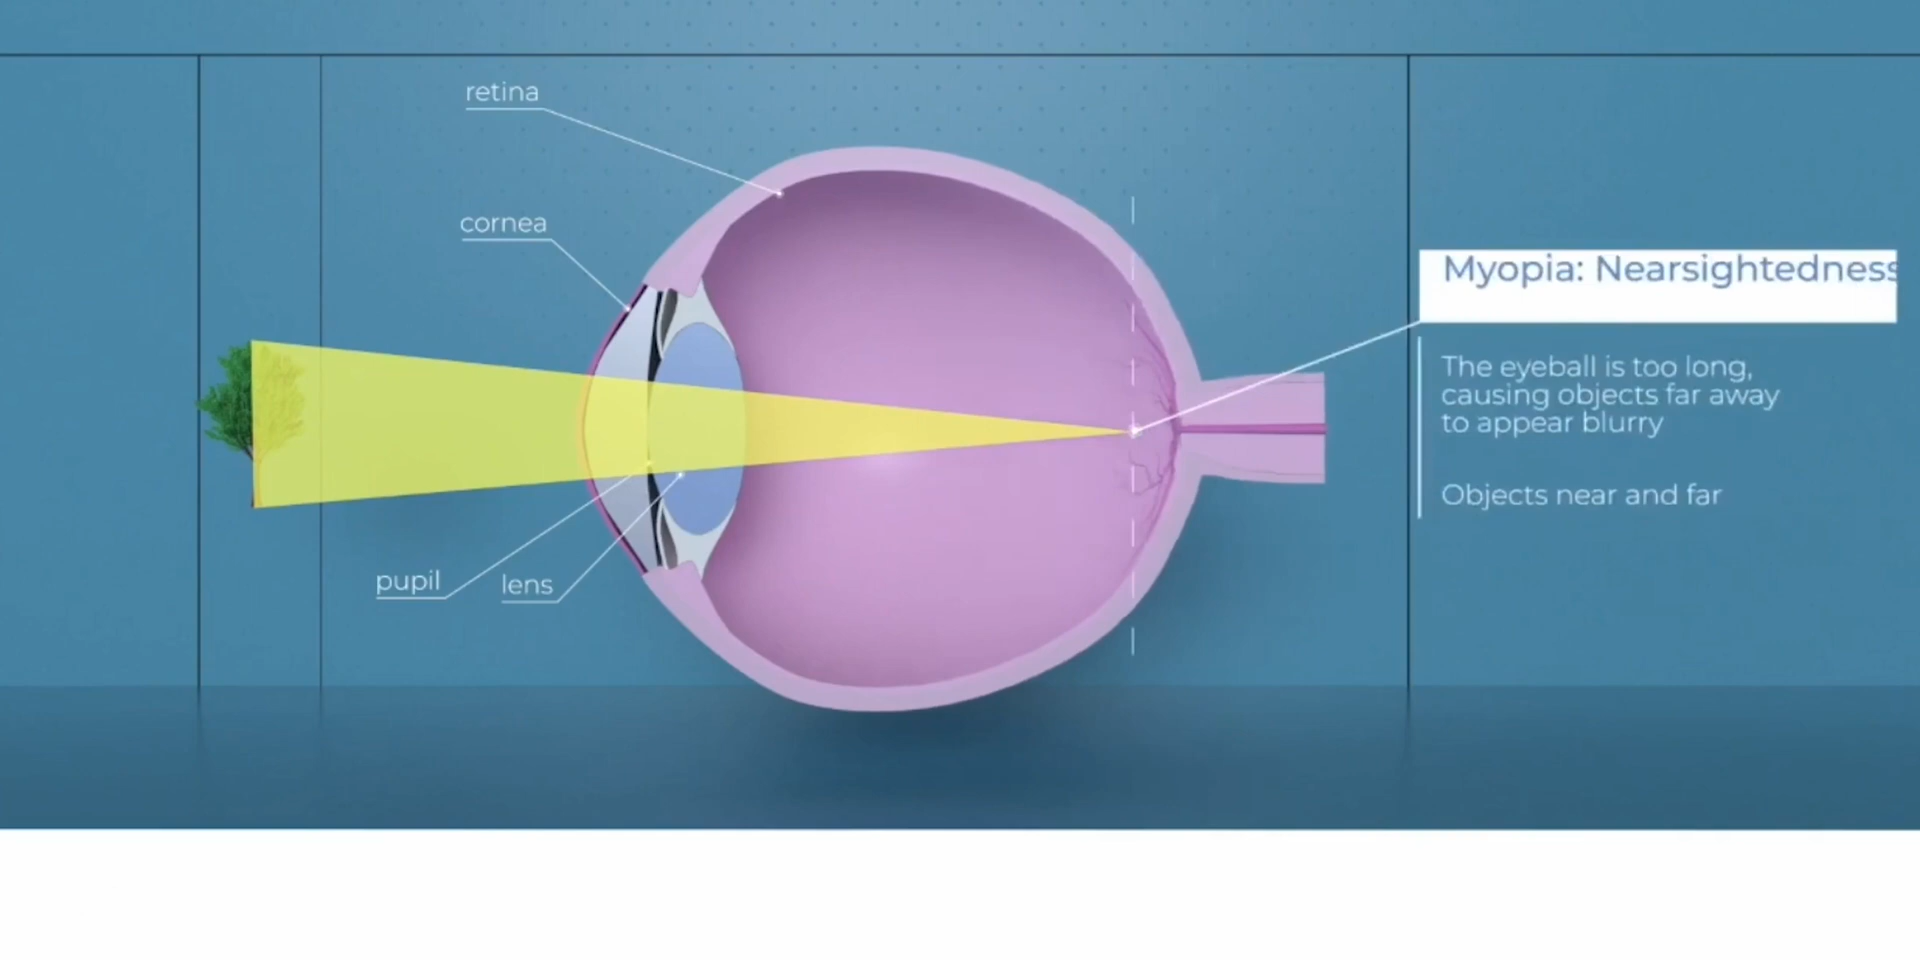 retina
cornea
Myopia: Nearsightedness
The eyeball is too long,
causing objects far away
to appear blurry
Objects near and far
pupil
lens